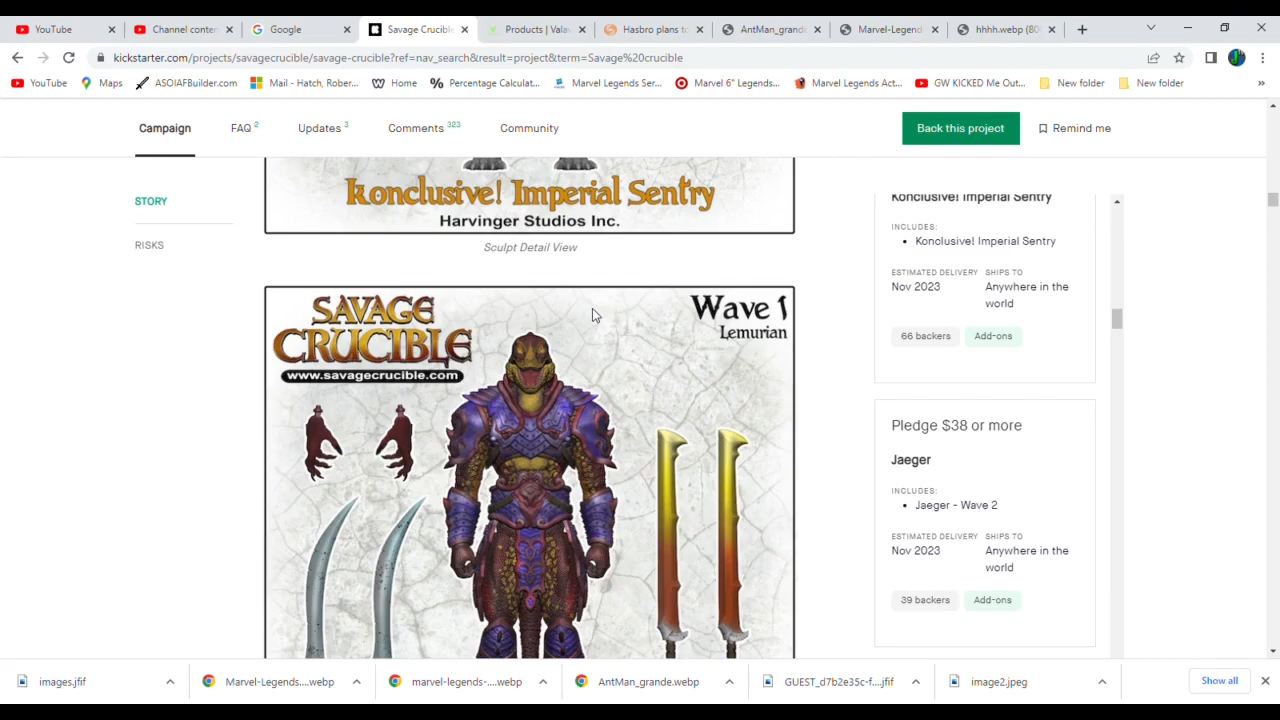 YouTube
Channel conten
Google
Savage Crucible
Products | Valav
Hasbro plans to
AntMan_grande
Marvel-Legend
hhhh.webp (80
kickstarter.com/projects/savagecrucible/savage-crucible?ref=nav_search&result=project&term=Savage%20crucible
YouTube
Maps
ASOIAFBuilder.com
Mail - Hatch, Rober...
Home
Percentage Calculat...
Marvel Legends Ser...
Marvel 6" Legends...
Marvel Legends Act...
GW KICKED Me Out...
New folder
New folder
»
Campaign
FAQ 2
Updates 3
Comments 323
Community
Back this project
Remind me
STORY
RISKS
Konclusive! Imperial Sentry
Harvinger Studios Inc.
Sculpt Detail View
SAVAGE
CRUCIBLE
www.savagecrucible.com
Wave 1
Lemurian
Konclusive! Imperial Sentry
INCLUDES:
• Konclusive! Imperial Sentry
ESTIMATED DELIVERY SHIPS TO
Nov 2023 Anywhere in the
world
66 backers Add-ons
Pledge $38 or more
Jaeger
INCLUDES:
• Jaeger - Wave 2
ESTIMATED DELIVERY SHIPS TO
Nov 2023 Anywhere in the
world
39 backers Add-ons
images.jfif
Marvel-Legends....webp
marvel-legends-....webp
AntMan_grande.webp
GUEST_d7b2e35c-f....jfif
image2.jpeg
Show all